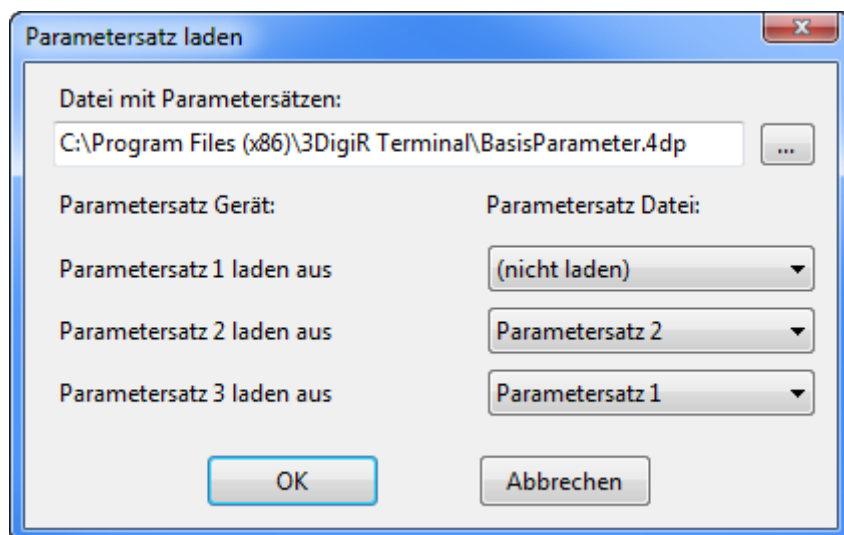 Parametersatz laden
Datei mit Parametersätzen:
C:\Program Files (x86)\3DigiR Terminal\BasisParameter.4dp
...
Parametersatz Gerät: Parametersatz Datei:
Parametersatz 1 laden aus (nicht laden)
Parametersatz 2 laden aus Parametersatz 2
Parametersatz 3 laden aus Parametersatz 1
OK Abbrechen